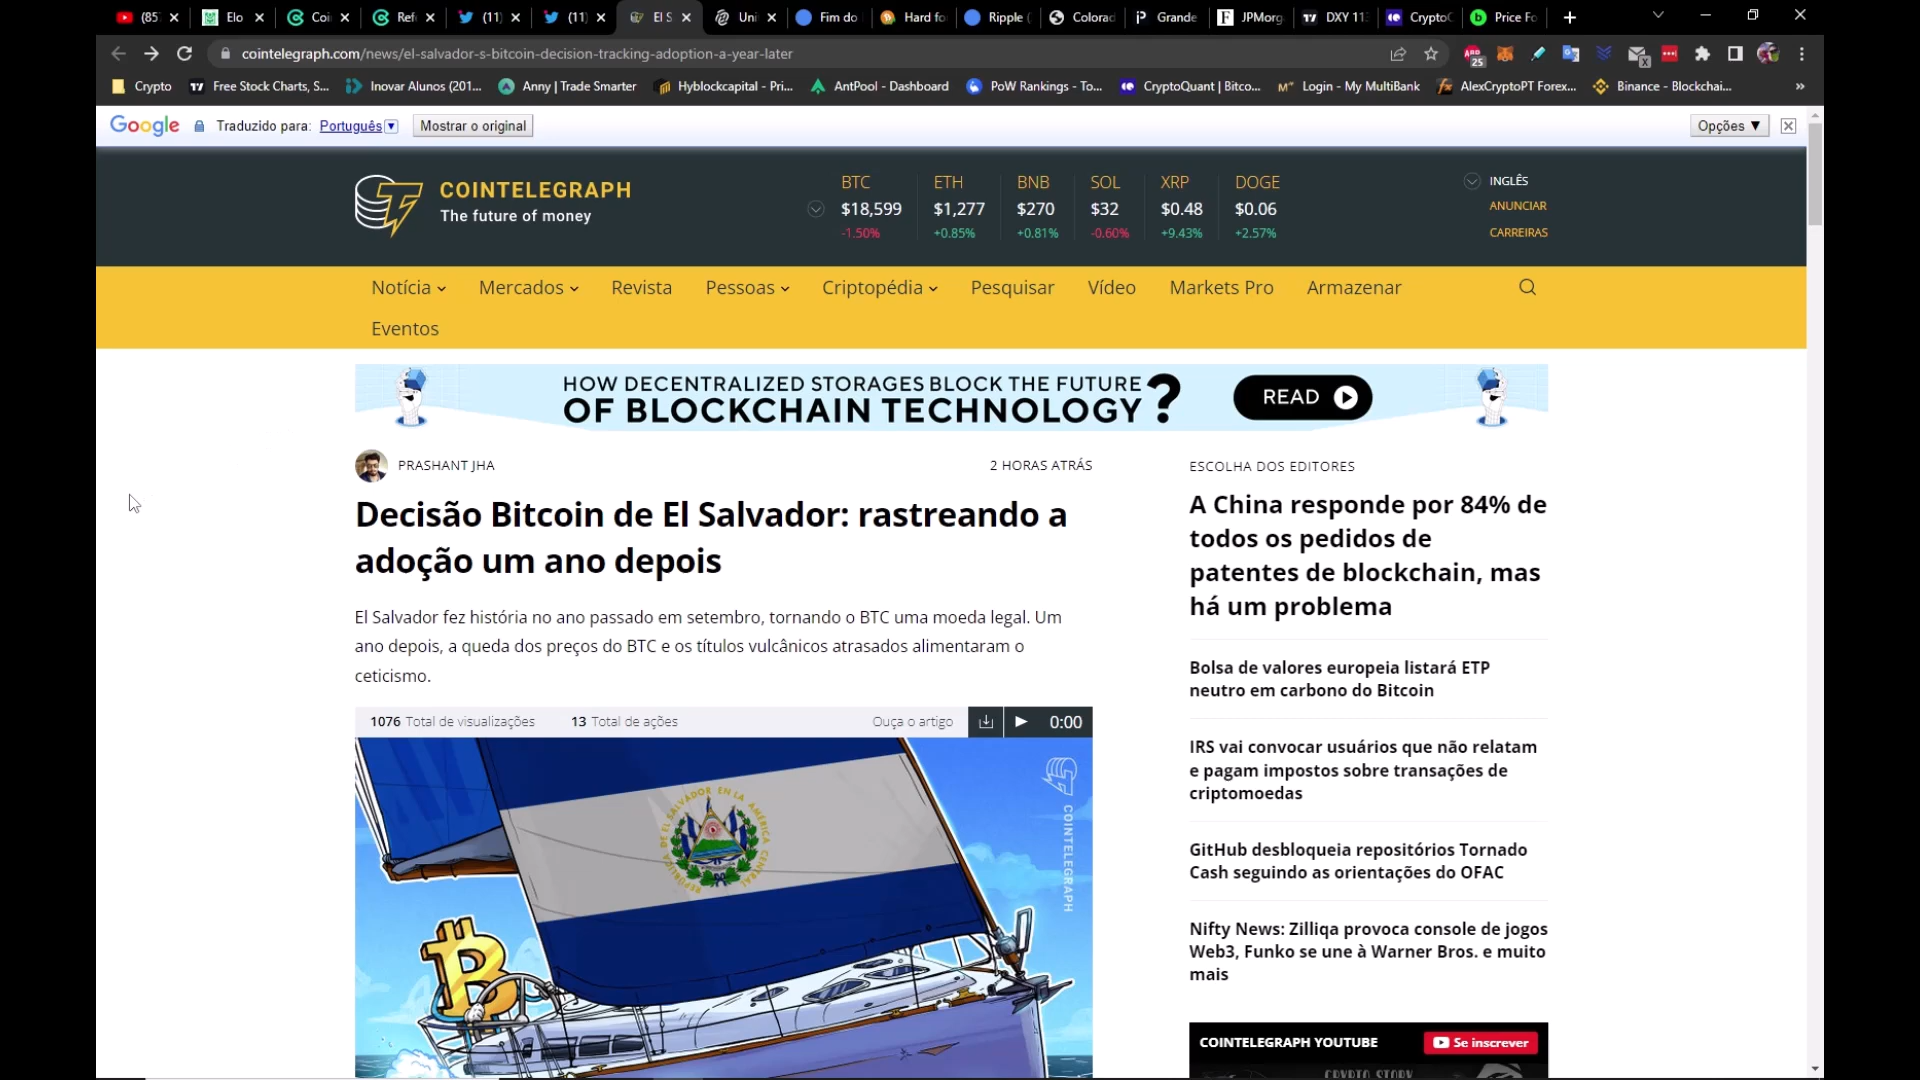 (85
Elo
Coi
Ref
(11)
(11)
El S
Uni
Fim do
Hard fo
Ripple (
Colorad
Grande
JPMorg
DXY 113
CryptoQ
Price Fo
cointelegraph.com/news/el-salvador-s-bitcoin-decision-tracking-adoption-a-year-later
25
Crypto
Free Stock Charts, S...
Inovar Alunos (201...
Anny | Trade Smarter
Hyblockcapital - Pri...
AntPool - Dashboard
PoW Rankings - To...
CryptoQuant | Bitco...
Login - My MultiBank
AlexCryptoPT Forex...
Binance - Blockchai...
»
Google Traduzido para: Português Mostrar o original Opções ▼
COINTELEGRAPH
The future of money
BTC ETH BNB SOL XRP DOGE
$18,599 $1,277 $270 $32 $0.48 $0.06
-1.50% +0.85% +0.81% -0.60% +9.43% +2.57%
INGLÊS
ANUNCIAR
CARREIRAS
Notícia Mercados Revista Pessoas Criptopédia Pesquisar Vídeo Markets Pro Armazenar
Eventos
HOW DECENTRALIZED STORAGES BLOCK THE FUTURE
OF BLOCKCHAIN TECHNOLOGY?
READ
PRASHANT JHA
2 HORAS ATRÁS
Decisão Bitcoin de El Salvador: rastreando a
adoção um ano depois
El Salvador fez história no ano passado em setembro, tornando o BTC uma moeda legal. Um
ano depois, a queda dos preços do BTC e os títulos vulcânicos atrasados alimentaram o
ceticismo.
1076 Total de visualizações 13 Total de ações Ouça o artigo 0:00
REPÚBLICA DE EL SALVADOR EN LA AMÉRICA CENTRAL
COINTELEGRAPH
ESCOLHA DOS EDITORES
A China responde por 84% de
todos os pedidos de
patentes de blockchain, mas
há um problema
Bolsa de valores europeia listará ETP
neutro em carbono do Bitcoin
IRS vai convocar usuários que não relatam
e pagam impostos sobre transações de
criptomoedas
GitHub desbloqueia repositórios Tornado
Cash seguindo as orientações do OFAC
Nifty News: Zilliqa provoca console de jogos
Web3, Funko se une à Warner Bros. e muito
mais
COINTELEGRAPH YOUTUBE
Se inscrever
CRYPTO STORY